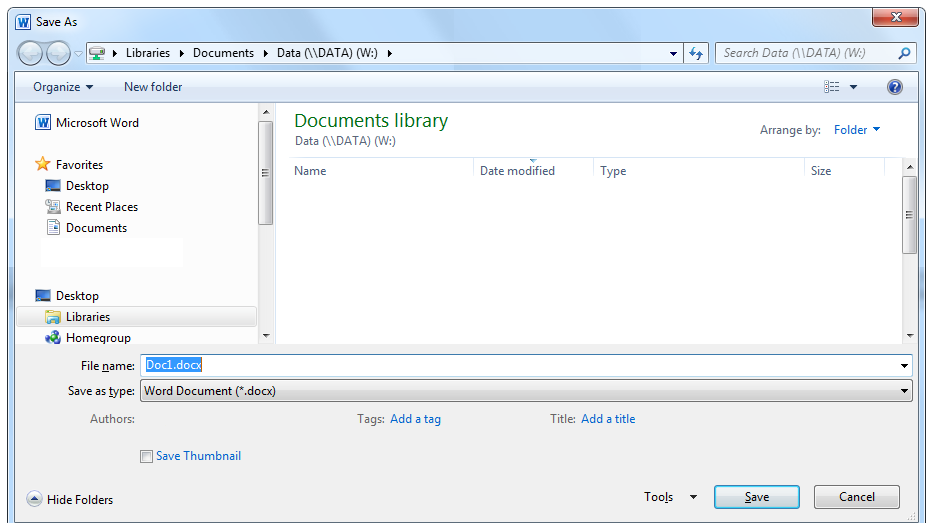 Save As
Libraries Documents Data (\\DATA) (W:) Search Data (\\DATA) (W:)
Organize New folder
Microsoft Word
Favorites
Desktop
Recent Places
Documents
Desktop
Libraries
Homegroup
Documents library
Data (\\DATA) (W:)
Arrange by: Folder
Name Date modified Type Size
File name: Doc1.docx
Save as type: Word Document (*.docx)
Authors: Tags: Add a tag Title: Add a title
Save Thumbnail
Hide Folders Tools Save Cancel